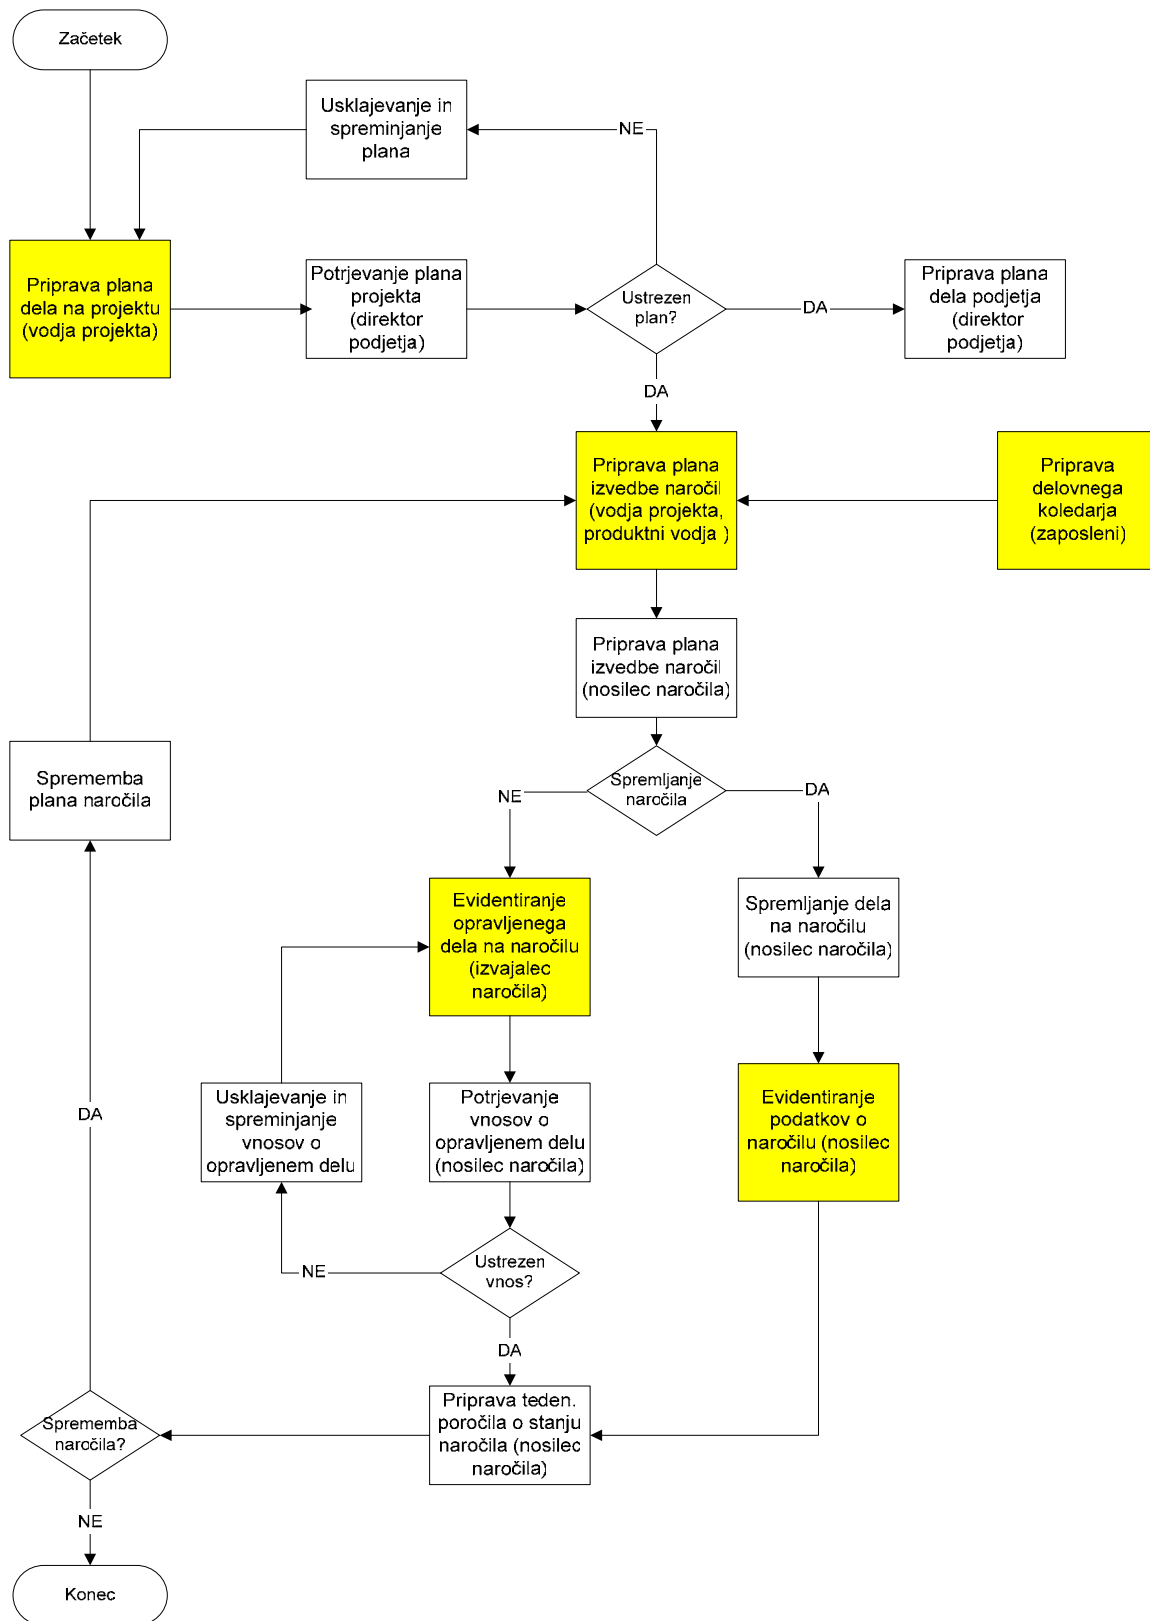 Začetek
Usklajevanje in
spreminjanje
plana
NE
Priprava plana
dela na projektu
(vodja projekta)
Potrjevanje plana
projekta
(direktor
podjetja)
Ustrezen
plan?
DA
Priprava plana
dela podjetja
(direktor
podjetja)
DA
Priprava plana
izvedbe naročil
(vodja projekta,
produktni vodja )
Priprava
delovnega
koledarja
(zaposleni)
Priprava plana
izvedbe naročil
(nosilec naročila)
Sprememba
plana naročila
Spremljanje
naročila
NE
DA
Evidentiranje
opravljenega
dela na naročilu
(izvajalec
naročila)
Spremljanje dela
na naročilu
(nosilec naročila)
DA
Usklajevanje in
spreminjanje
vnosov o
opravljenem delu
Potrjevanje
vnosov o
opravljenem delu
(nosilec naročila)
Evidentiranje
podatkov o
naročilu (nosilec
naročila)
Ustrezen
vnos?
NE
DA
Sprememba
naročila?
Priprava teden.
poročila o stanju
naročila (nosilec
naročila)
NE
Konec